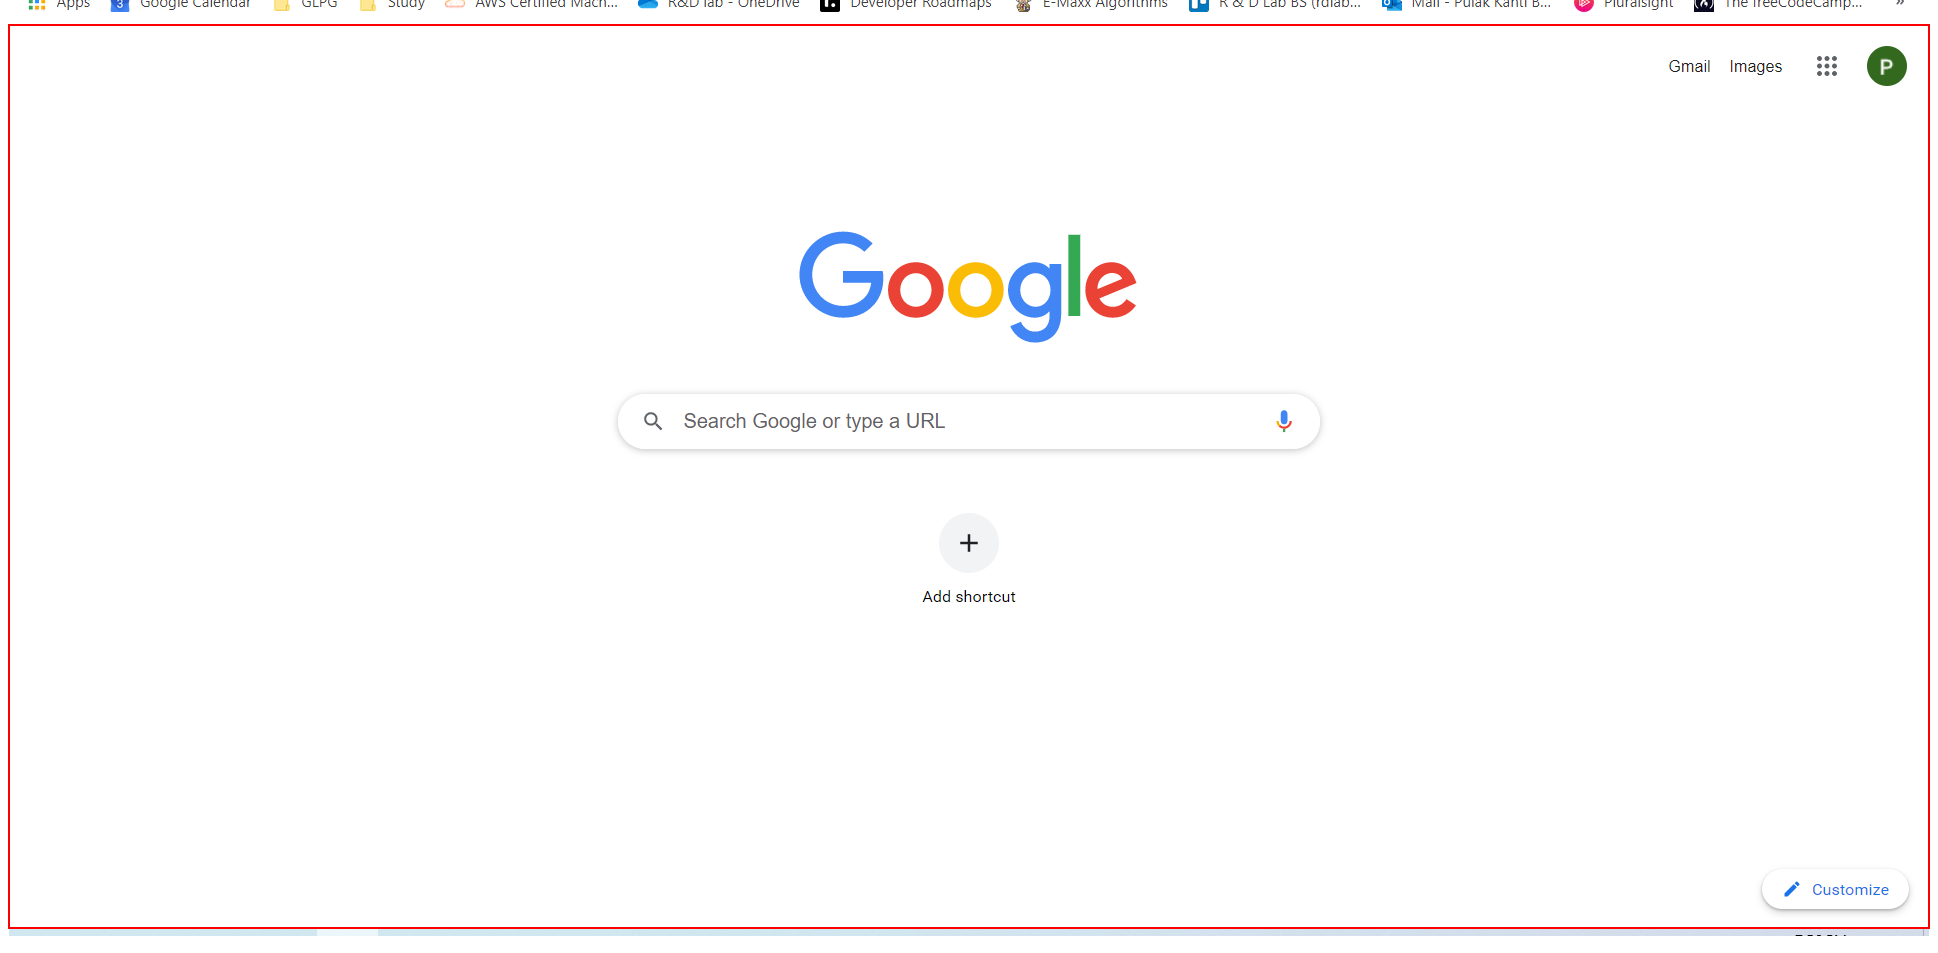 Apps 3 Google Calendar GLPG Study AWS Certified Mach... R&D lab - OneDrive Developer Roadmaps E-Maxx Algorithms R & D Lab BS (rdlab... Mail - Pulak Kanti B... Pluralsight The freeCodeCamp... »
Gmail Images P
Google
Search Google or type a URL
Add shortcut
Customize